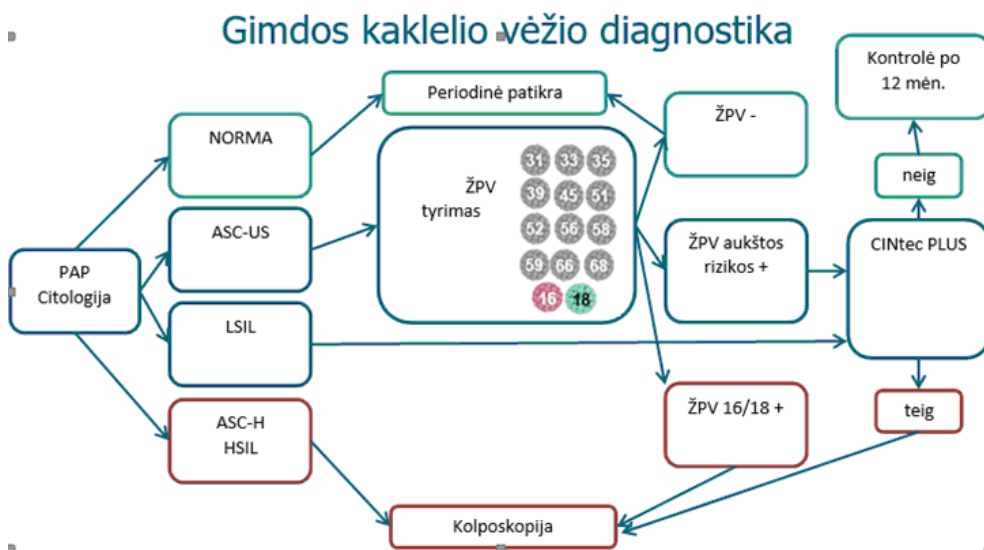 Gimdos kaklelio vėžio diagnostika
Kontrolė po
12 mėn.
Periodinė patikra
ŽPV -
NORMA
neig
ŽPV
tyrimas
31 33 35
39 45 51
52 56 58
59 66 68
16 18
ASC-US
ŽPV aukštos
rizikos +
CINtec PLUS
PAP
Citologija
LSIL
ŽPV 16/18 +
teig
ASC-H
HSIL
Kolposkopija